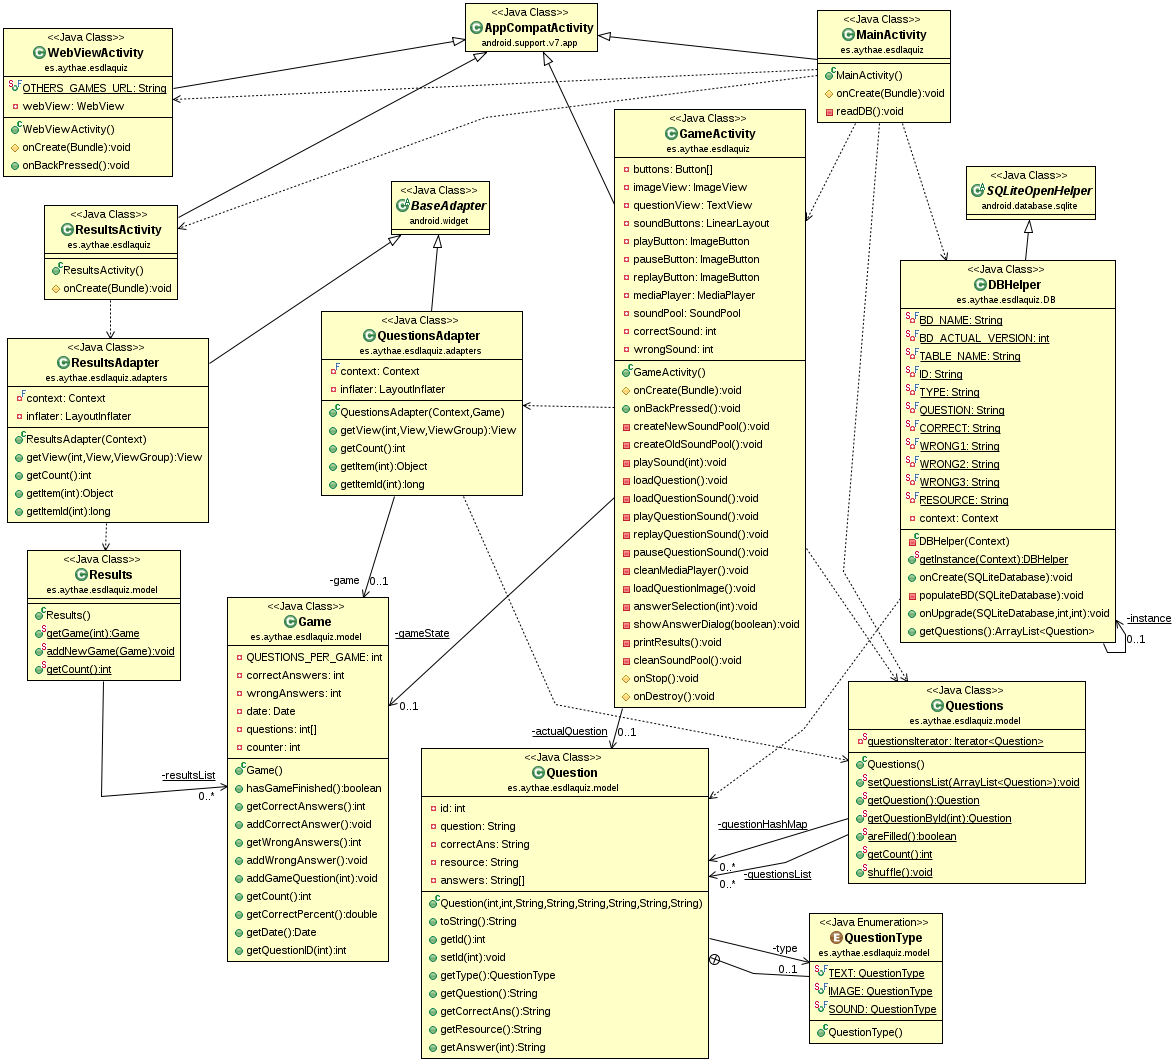 <<Java Class>>
AppCompatActivity
android.support.v7.app
<<Java Class>>
MainActivity
es.aythae.esdlaquiz
MainActivity()
onCreate(Bundle):void
readDB():void
<<Java Class>>
WebViewActivity
es.aythae.esdlaquiz
OTHERS_GAMES_URL: String
webView: WebView
WebViewActivity()
onCreate(Bundle):void
onBackPressed():void
<<Java Class>>
GameActivity
es.aythae.esdlaquiz
buttons: Button[]
imageView: ImageView
questionView: TextView
soundButtons: LinearLayout
playButton: ImageButton
pauseButton: ImageButton
replayButton: ImageButton
mediaPlayer: MediaPlayer
soundPool: SoundPool
correctSound: int
wrongSound: int
GameActivity()
onCreate(Bundle):void
onBackPressed():void
createNewSoundPool():void
createOldSoundPool():void
playSound(int):void
loadQuestion():void
loadQuestionSound():void
playQuestionSound():void
replayQuestionSound():void
pauseQuestionSound():void
cleanMediaPlayer():void
loadQuestionImage():void
answerSelection(int):void
showAnswerDialog(boolean):void
printResults():void
cleanSoundPool():void
onStop():void
onDestroy():void
<<Java Class>>
SQLiteOpenHelper
android.database.sqlite
<<Java Class>>
BaseAdapter
android.widget
<<Java Class>>
ResultsActivity
es.aythae.esdlaquiz
ResultsActivity()
onCreate(Bundle):void
<<Java Class>>
DBHelper
es.aythae.esdlaquiz.DB
BD_NAME: String
BD_ACTUAL_VERSION: int
TABLE_NAME: String
ID: String
TYPE: String
QUESTION: String
CORRECT: String
WRONG1: String
WRONG2: String
WRONG3: String
RESOURCE: String
context: Context
DBHelper(Context)
getInstance(Context):DBHelper
onCreate(SQLiteDatabase):void
populateBD(SQLiteDatabase):void
onUpgrade(SQLiteDatabase,int,int):void
getQuestions():ArrayList<Question>
-instance
0..1
<<Java Class>>
QuestionsAdapter
es.aythae.esdlaquiz.adapters
context: Context
inflater: LayoutInflater
QuestionsAdapter(Context,Game)
getView(int,View,ViewGroup):View
getCount():int
getItem(int):Object
getItemId(int):long
<<Java Class>>
ResultsAdapter
es.aythae.esdlaquiz.adapters
context: Context
inflater: LayoutInflater
ResultsAdapter(Context)
getView(int,View,ViewGroup):View
getCount():int
getItem(int):Object
getItemId(int):long
<<Java Class>>
Results
es.aythae.esdlaquiz.model
Results()
getGame(int):Game
addNewGame(Game):void
getCount():int
-game
0..1
-gameState
0..1
-resultsList
0..*
<<Java Class>>
Game
es.aythae.esdlaquiz.model
QUESTIONS_PER_GAME: int
correctAnswers: int
wrongAnswers: int
date: Date
questions: int[]
counter: int
Game()
hasGameFinished():boolean
getCorrectAnswers():int
addCorrectAnswer():void
getWrongAnswers():int
addWrongAnswer():void
addGameQuestion(int):void
getCount():int
getCorrectPercent():double
getDate():Date
getQuestionID(int):int
-actualQuestion
0..1
<<Java Class>>
Question
es.aythae.esdlaquiz.model
id: int
question: String
correctAns: String
resource: String
answers: String[]
Question(int,int,String,String,String,String,String,String)
toString():String
getId():int
setId(int):void
getType():QuestionType
getQuestion():String
getCorrectAns():String
getResource():String
getAnswer(int):String
<<Java Class>>
Questions
es.aythae.esdlaquiz.model
questionsIterator: Iterator<Question>
Questions()
setQuestionsList(ArrayList<Question>):void
getQuestion():Question
getQuestionById(int):Question
areFilled():boolean
getCount():int
shuffle():void
-questionHashMap
0..*
-questionsList
0..*
-type
0..1
<<Java Enumeration>>
QuestionType
es.aythae.esdlaquiz.model
TEXT: QuestionType
IMAGE: QuestionType
SOUND: QuestionType
QuestionType()